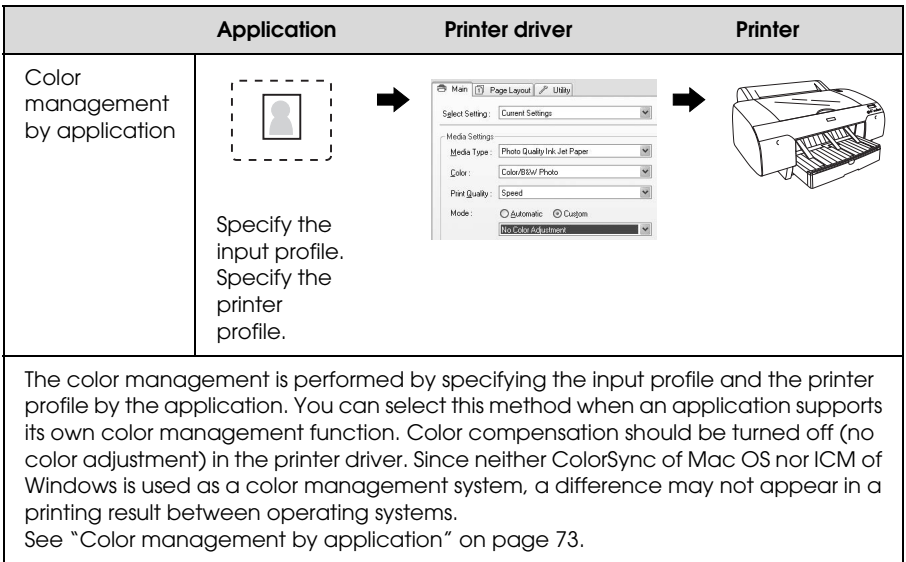 Application Printer driver Printer
Color
management
by application
Main Page Layout Utility
Select Setting : Current Settings
Media Settings
Media Type : Photo Quality Ink Jet Paper
Color : Color/B&W Photo
Print Quality : Speed
Mode : Automatic Custom
No Color Adjustment
Specify the
input profile.
Specify the
printer
profile.
The color management is performed by specifying the input profile and the printer
profile by the application. You can select this method when an application supports
its own color management function. Color compensation should be turned off (no
color adjustment) in the printer driver. Since neither ColorSync of Mac OS nor ICM of
Windows is used as a color management system, a difference may not appear in a
printing result between operating systems.
See “Color management by application” on page 73.